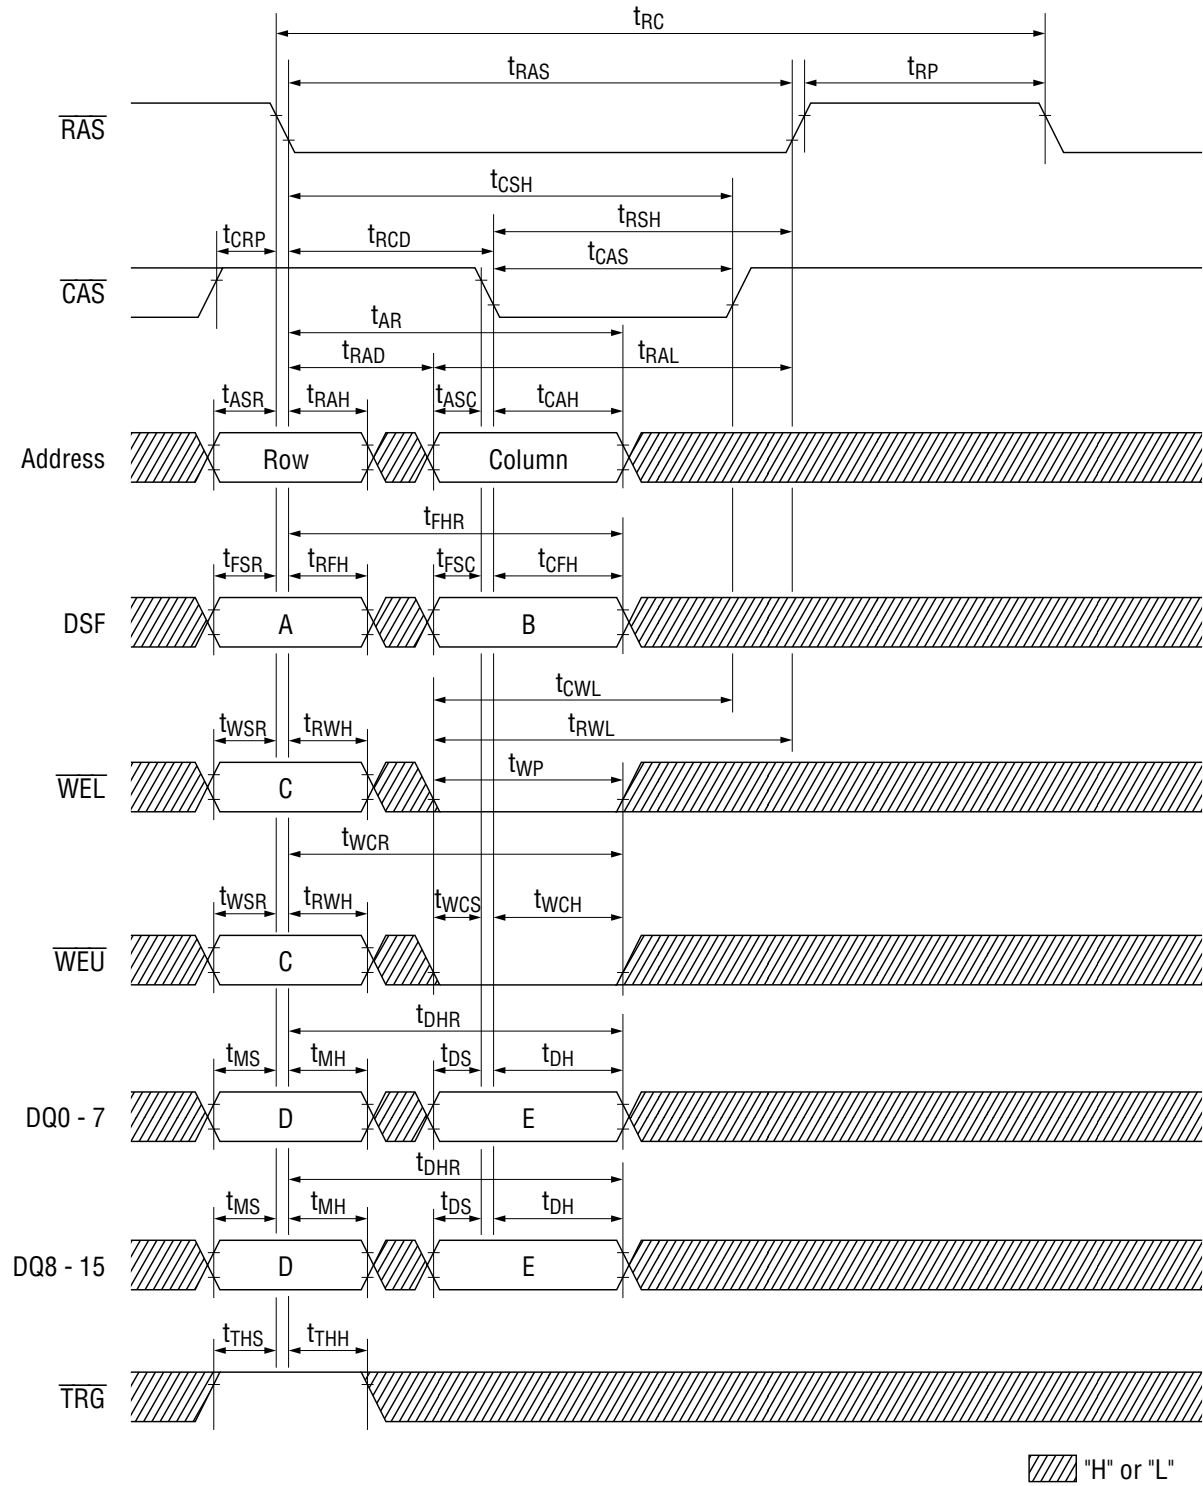 tRC
tRAS
tRP
RAS
tCSH
tRSH
tCRP
tRCD
tCAS
CAS
tAR
tRAD
tRAL
tASR
tRAH
tASC
tCAH
Address
Row
Column
tFHR
tFSR
tRFH
tFSC
tCFH
DSF
A
B
tCWL
tWSR
tRWH
tRWL
tWP
WEL
C
tWCR
tWSR
tRWH
tWCS
tWCH
WEU
C
tDHR
tMS
tMH
tDS
tDH
DQ0 - 7
D
E
tDHR
tMS
tMH
tDS
tDH
DQ8 - 15
D
E
tTHS
tTHH
TRG
"H" or "L"